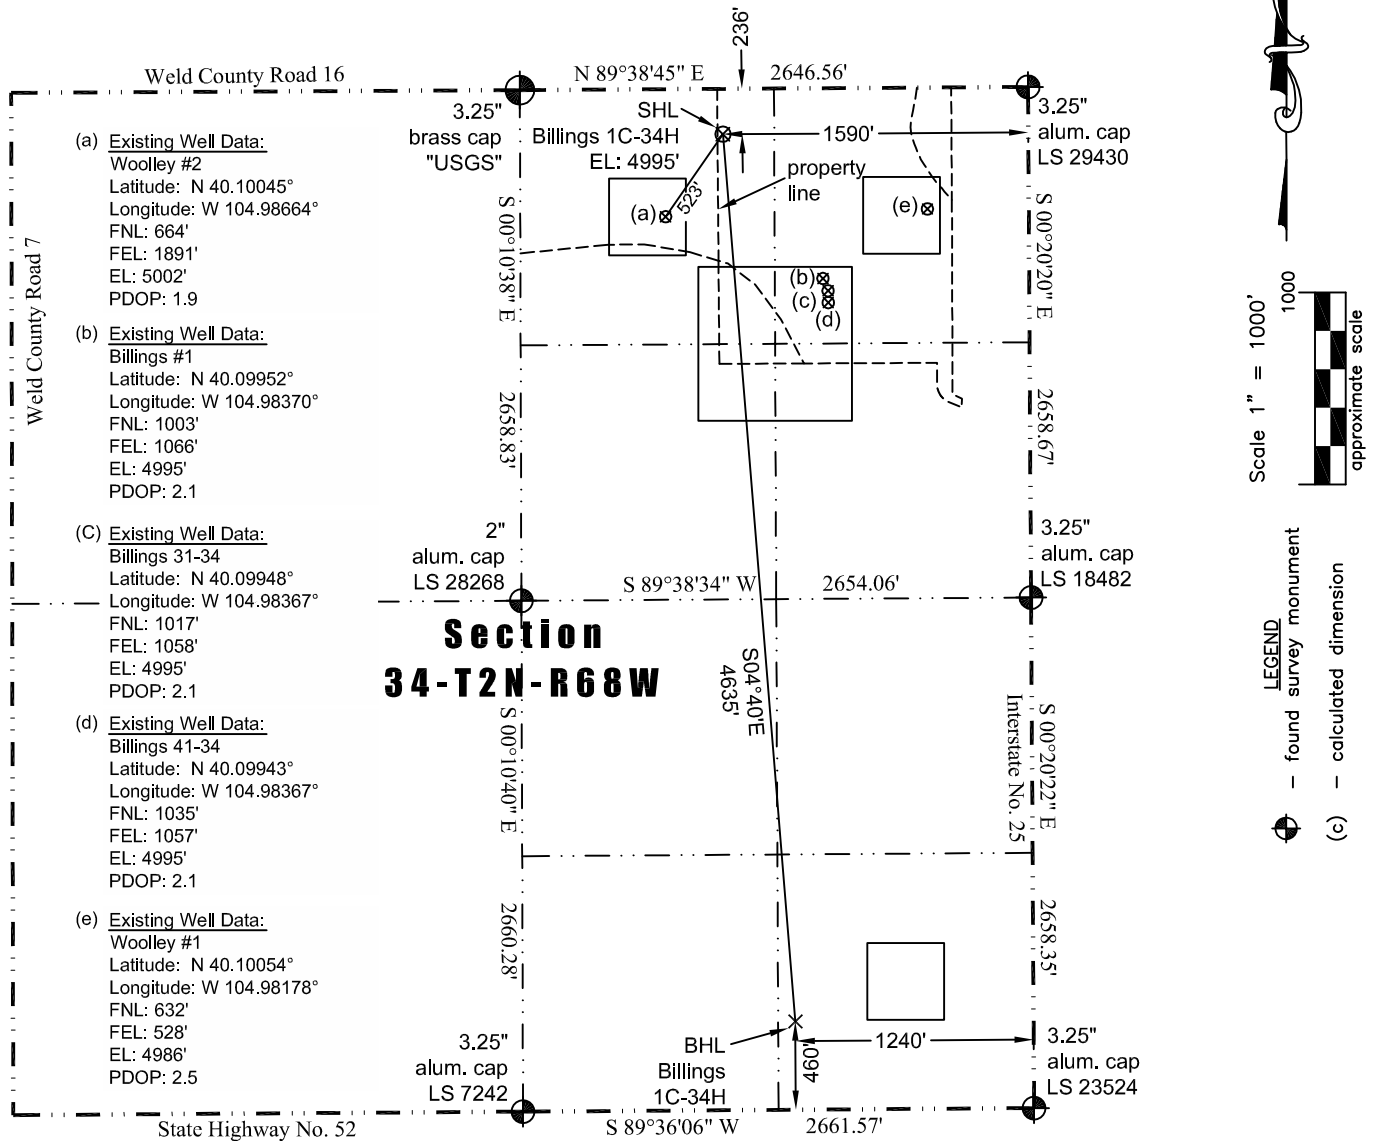 236'
Weld County Road 16
N 89°38'45" E
2646.56'
3.25"
brass cap
"USGS"
SHL
Billings 1C-34H
EL: 4995'
1590'
3.25"
alum. cap
LS 29430
property
line
523'
(a)
(e)
(b)
(c)
(d)
Weld County Road 7
(a) Existing Well Data:
Woolley #2
Latitude: N 40.10045°
Longitude: W 104.98664°
FNL: 664'
FEL: 1891'
EL: 5002'
PDOP: 1.9
(b) Existing Well Data:
Billings #1
Latitude: N 40.09952°
Longitude: W 104.98370°
FNL: 1003'
FEL: 1066'
EL: 4995'
PDOP: 2.1
(C) Existing Well Data:
Billings 31-34
Latitude: N 40.09948°
Longitude: W 104.98367°
FNL: 1017'
FEL: 1058'
EL: 4995'
PDOP: 2.1
(d) Existing Well Data:
Billings 41-34
Latitude: N 40.09943°
Longitude: W 104.98367°
FNL: 1035'
FEL: 1057'
EL: 4995'
PDOP: 2.1
(e) Existing Well Data:
Woolley #1
Latitude: N 40.10054°
Longitude: W 104.98178°
FNL: 632'
FEL: 528'
EL: 4986'
PDOP: 2.5
S 00°10'38" E
2658.83'
S 00°20'20" E
2658.67'
2"
alum. cap
LS 28268
S 89°38'34" W
2654.06'
3.25"
alum. cap
LS 18482
Section
34-T2N-R68W
S04°40'E
4635'
S 00°10'40" E
2660.28'
Interstate No. 25
S 00°20'22" E
2658.35'
3.25"
alum. cap
LS 7242
BHL
Billings
1C-34H
460'
1240'
3.25"
alum. cap
LS 23524
State Highway No. 52
S 89°36'06" W
2661.57'
Scale 1" = 1000'
1000
approximate scale
LEGEND
– found survey monument
(c) – calculated dimension